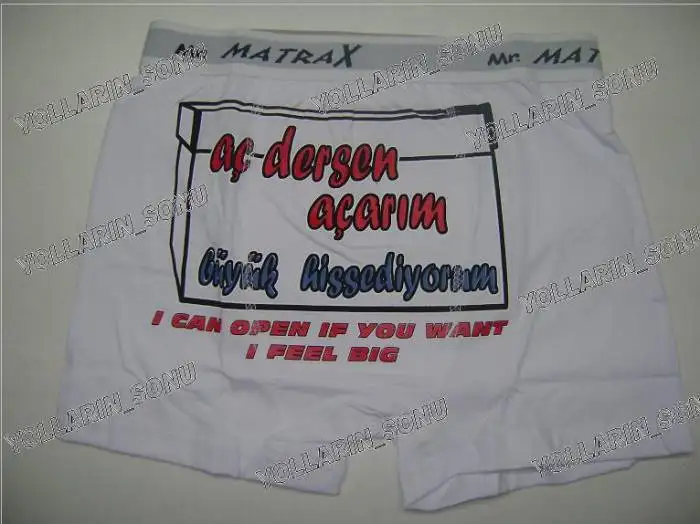 Mr. MATRAX Mr. MAT
aç dersen
açarım
büyük hissediyorum
I CAN OPEN IF YOU WANT
I FEEL BIG
YOLLARIN_SONU
YOLLARIN_SONU
YOLLARIN_SONU
YOLLARIN_SONU
YOLLARIN_SONU
YOLLARIN_SONU
YOLLARIN_SONU
YOLLARIN_SONU
YOLLARIN_SONU